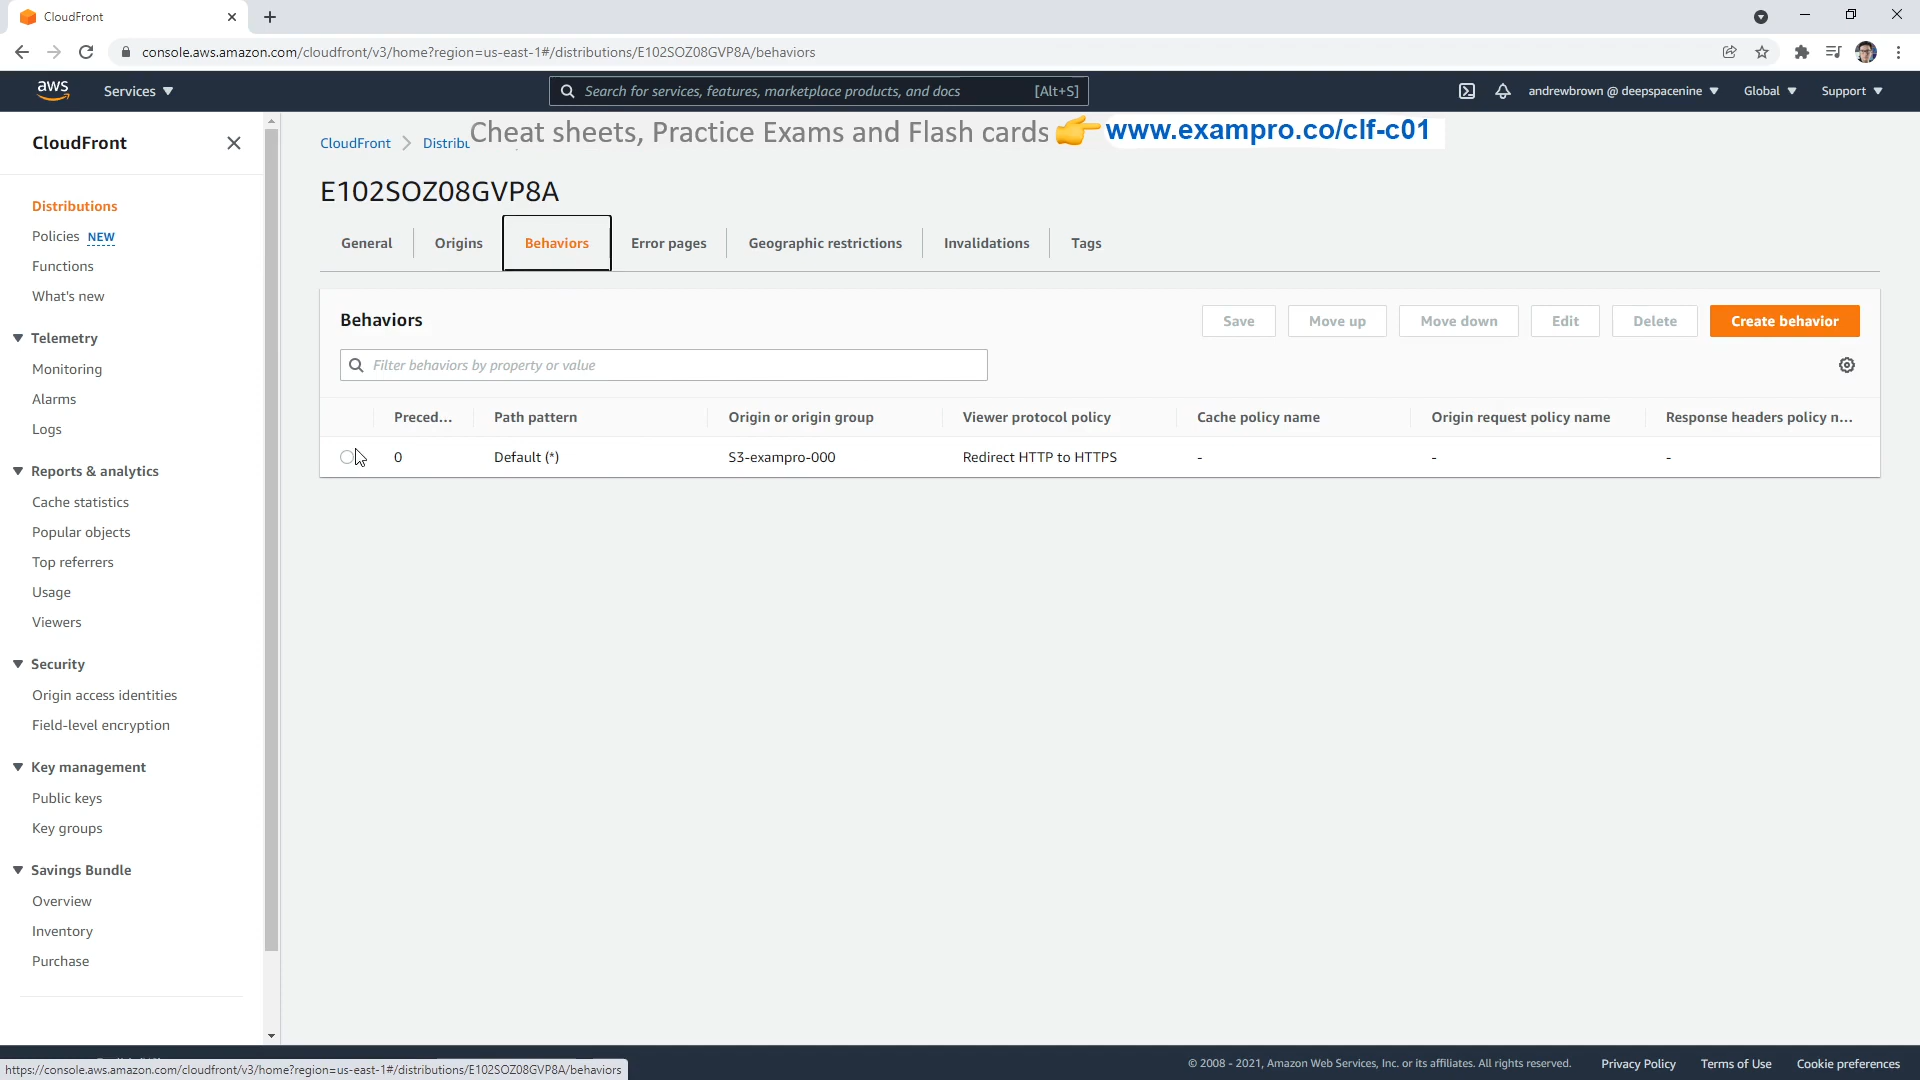 CloudFront
console.aws.amazon.com/cloudfront/v3/home?region=us-east-1#/distributions/E102SOZ08GVP8A/behaviors
aws
Services
Search for services, features, marketplace products, and docs [Alt+S]
andrewbrown @ deepspacenine
Global
Support
CloudFront
Distributions
Policies NEW
Functions
What's new
Telemetry
Monitoring
Alarms
Logs
Reports & analytics
Cache statistics
Popular objects
Top referrers
Usage
Viewers
Security
Origin access identities
Field-level encryption
Key management
Public keys
Key groups
Savings Bundle
Overview
Inventory
Purchase
CloudFront
Distribu
Cheat sheets, Practice Exams and Flash cards 👉 www.exampro.co/clf-c01
E102SOZ08GVP8A
General
Origins
Behaviors
Error pages
Geographic restrictions
Invalidations
Tags
Behaviors
Save
Move up
Move down
Edit
Delete
Create behavior
Filter behaviors by property or value
Preced... Path pattern Origin or origin group Viewer protocol policy Cache policy name Origin request policy name Response headers policy n...
0 Default (*) S3-exampro-000 Redirect HTTP to HTTPS - - -
https://console.aws.amazon.com/cloudfront/v3/home?region=us-east-1#/distributions/E102SOZ08GVP8A/behaviors
© 2008 - 2021, Amazon Web Services, Inc. or its affiliates. All rights reserved. Privacy Policy Terms of Use Cookie preferences